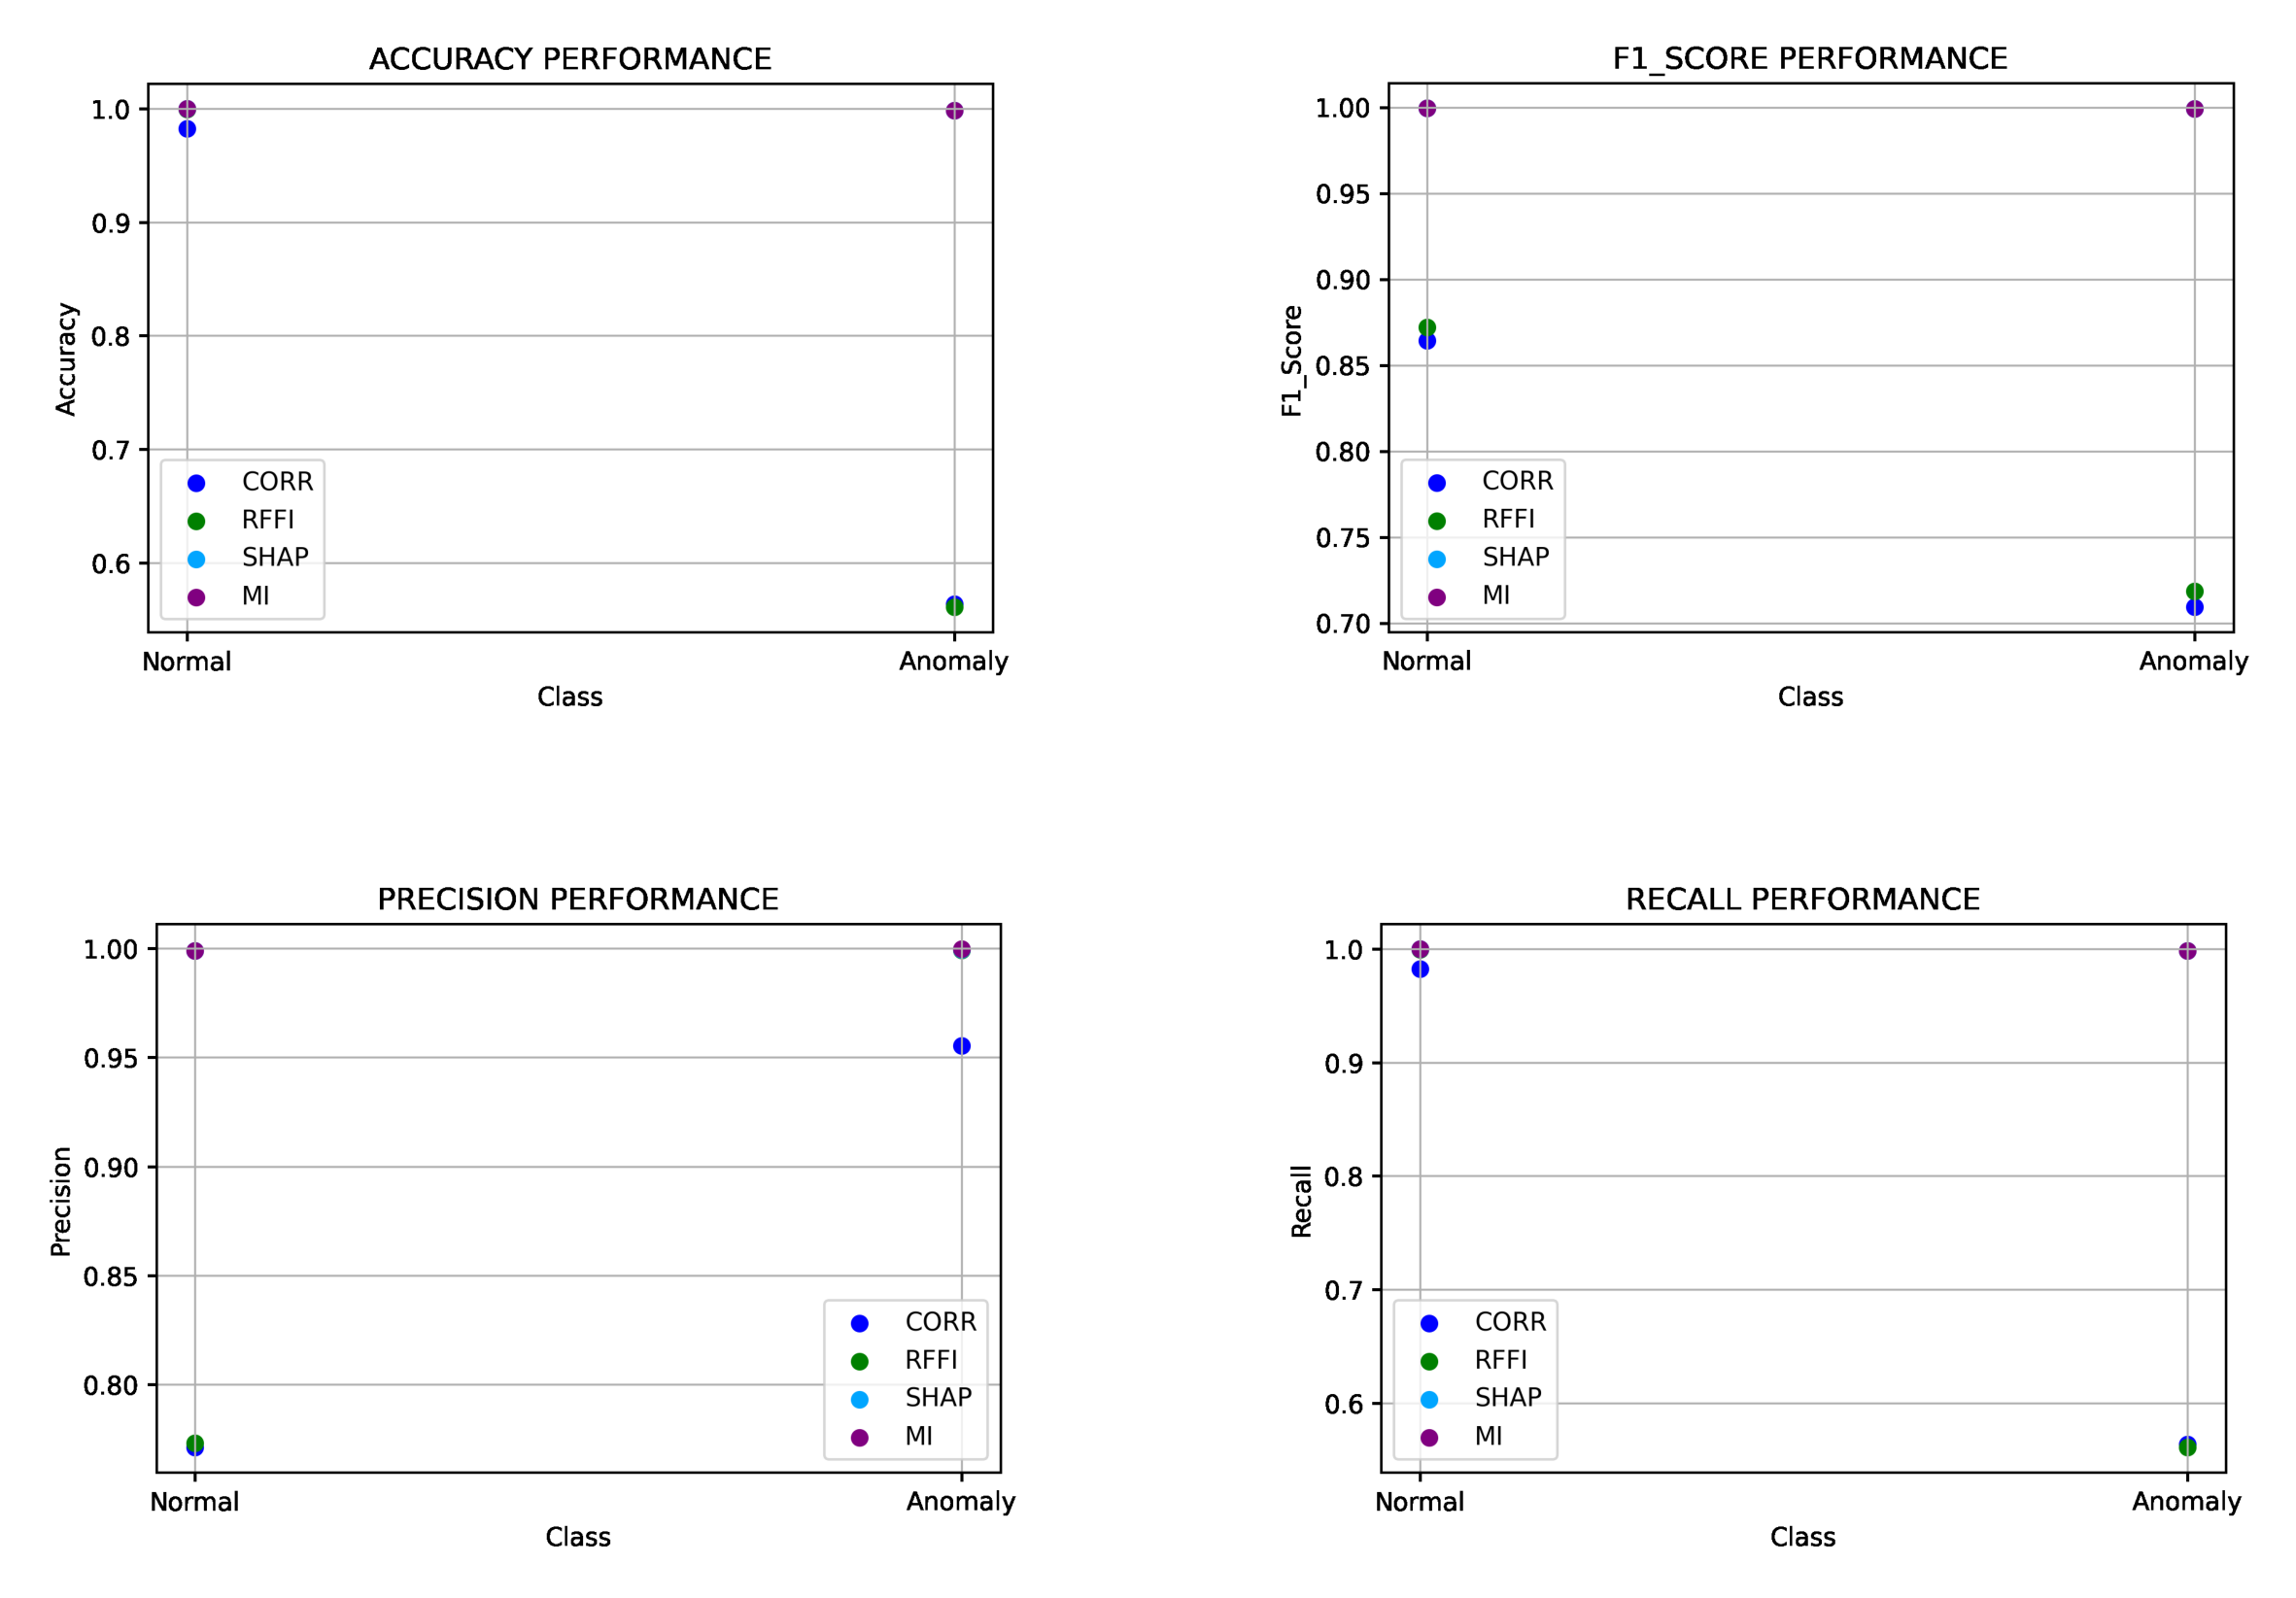 ACCURACY PERFORMANCE
1.0
0.9
0.8
0.7
0.6
Accuracy
CORR
RFFI
SHAP
MI
Normal
Anomaly
Class
F1_SCORE PERFORMANCE
1.00
0.95
0.90
0.85
0.80
0.75
0.70
F1_Score
CORR
RFFI
SHAP
MI
Normal
Anomaly
Class
PRECISION PERFORMANCE
1.00
0.95
0.90
0.85
0.80
Precision
CORR
RFFI
SHAP
MI
Normal
Anomaly
Class
RECALL PERFORMANCE
1.0
0.9
0.8
0.7
0.6
Recall
CORR
RFFI
SHAP
MI
Normal
Anomaly
Class